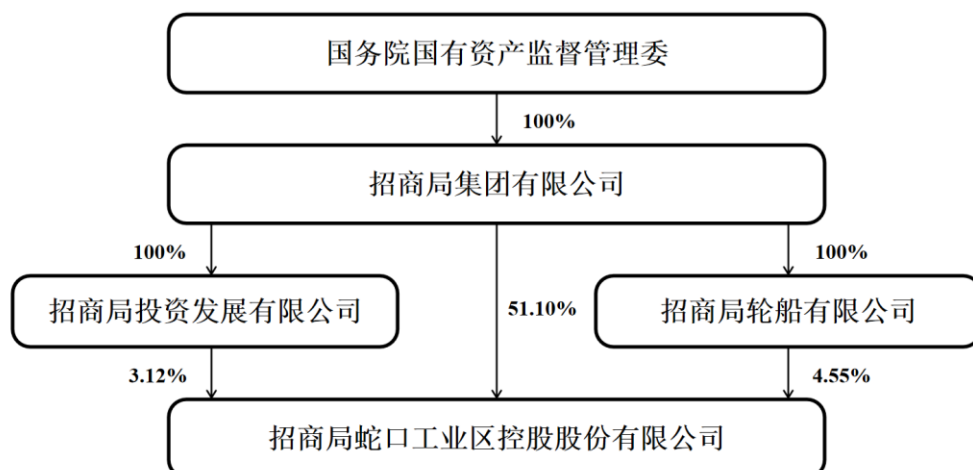 国务院国有资产监督管理委
100%
招商局集团有限公司
100%
100%
招商局投资发展有限公司
51.10%
招商局轮船有限公司
3.12%
4.55%
招商局蛇口工业区控股股份有限公司